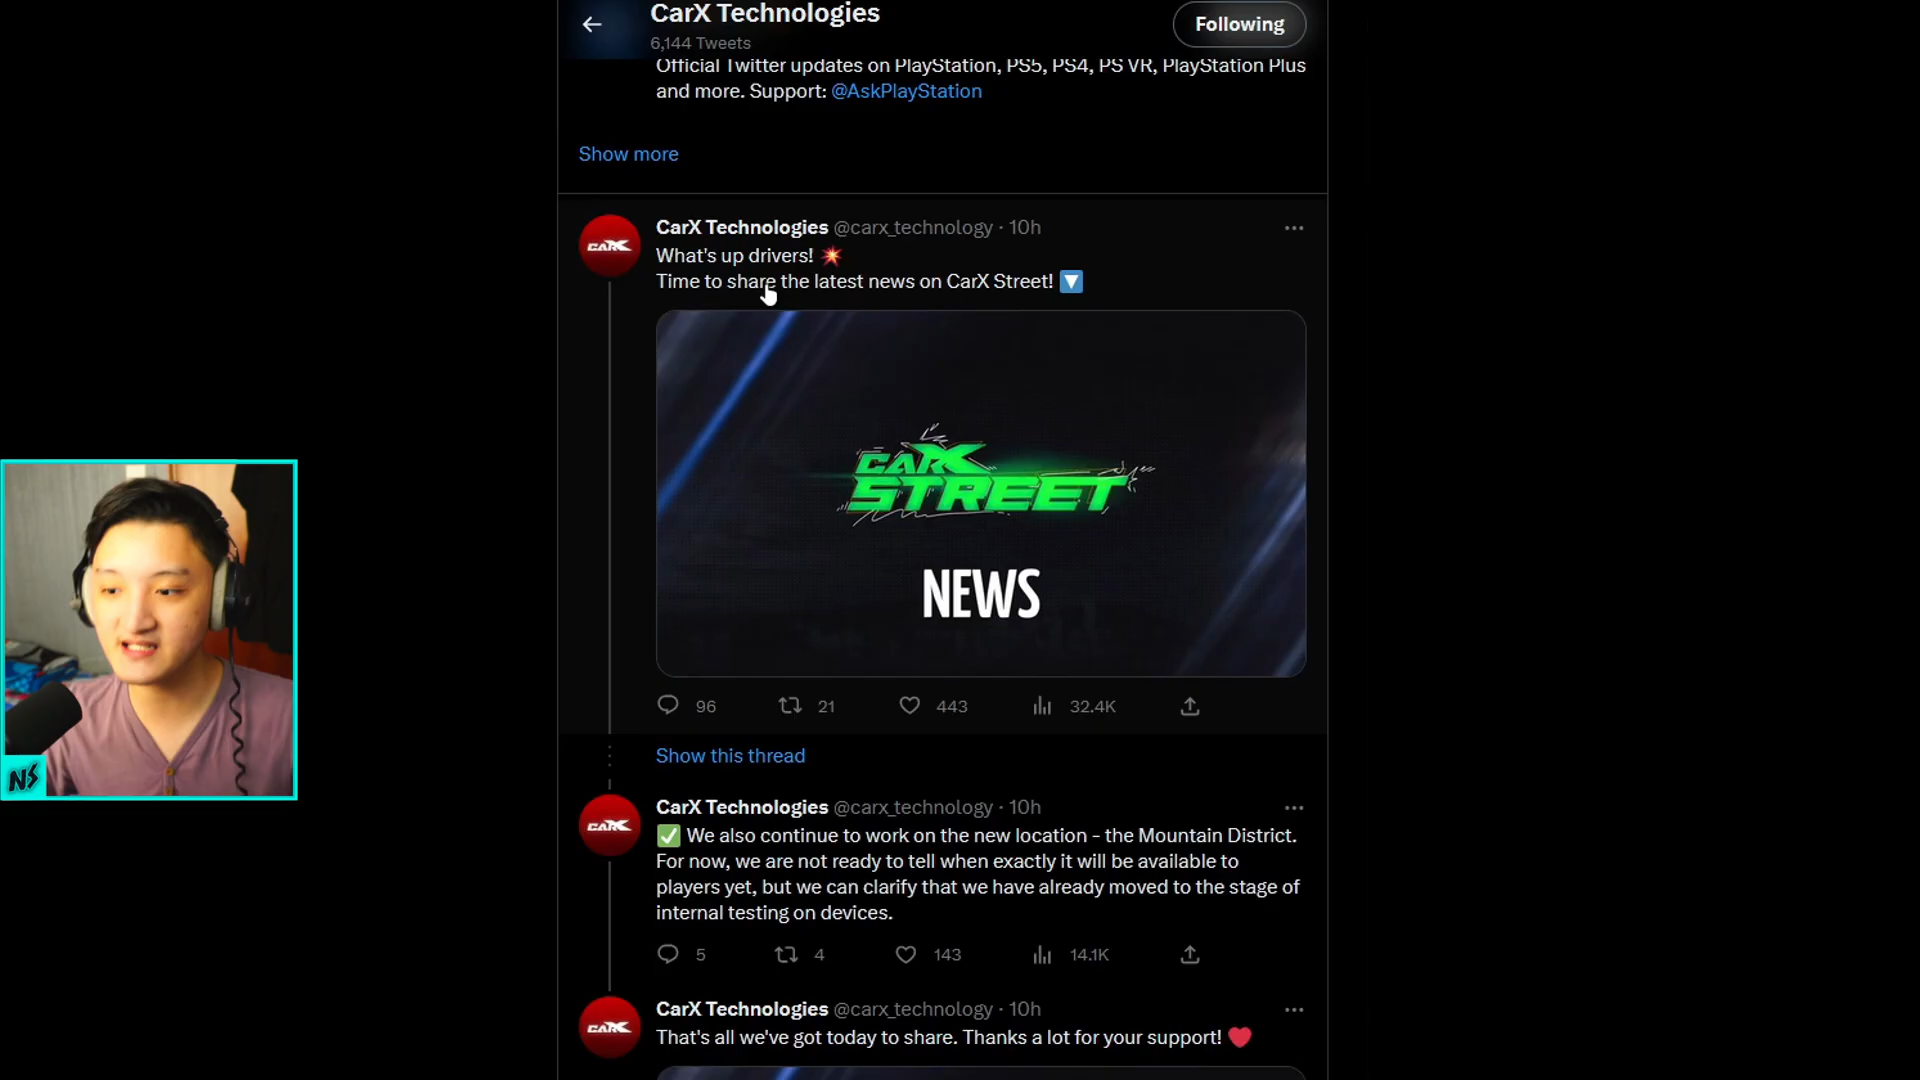 CarX Technologies
6,144 Tweets
Following
Official Twitter updates on PlayStation, PS5, PS4, PS VR, PlayStation Plus
and more. Support: @AskPlayStation
Show more
CarX Technologies @carx_technology · 10h
What's up drivers! 💥
Time to share the latest news on CarX Street! 🔽
CARX
CARX
STREET
NEWS
96 21 443 32.4K
Show this thread
CarX Technologies @carx_technology · 10h
CARX
✅ We also continue to work on the new location - the Mountain District.
For now, we are not ready to tell when exactly it will be available to
players yet, but we can clarify that we have already moved to the stage of
internal testing on devices.
5 4 143 14.1K
NS
CarX Technologies @carx_technology · 10h
CARX
That's all we've got today to share. Thanks a lot for your support! ❤️